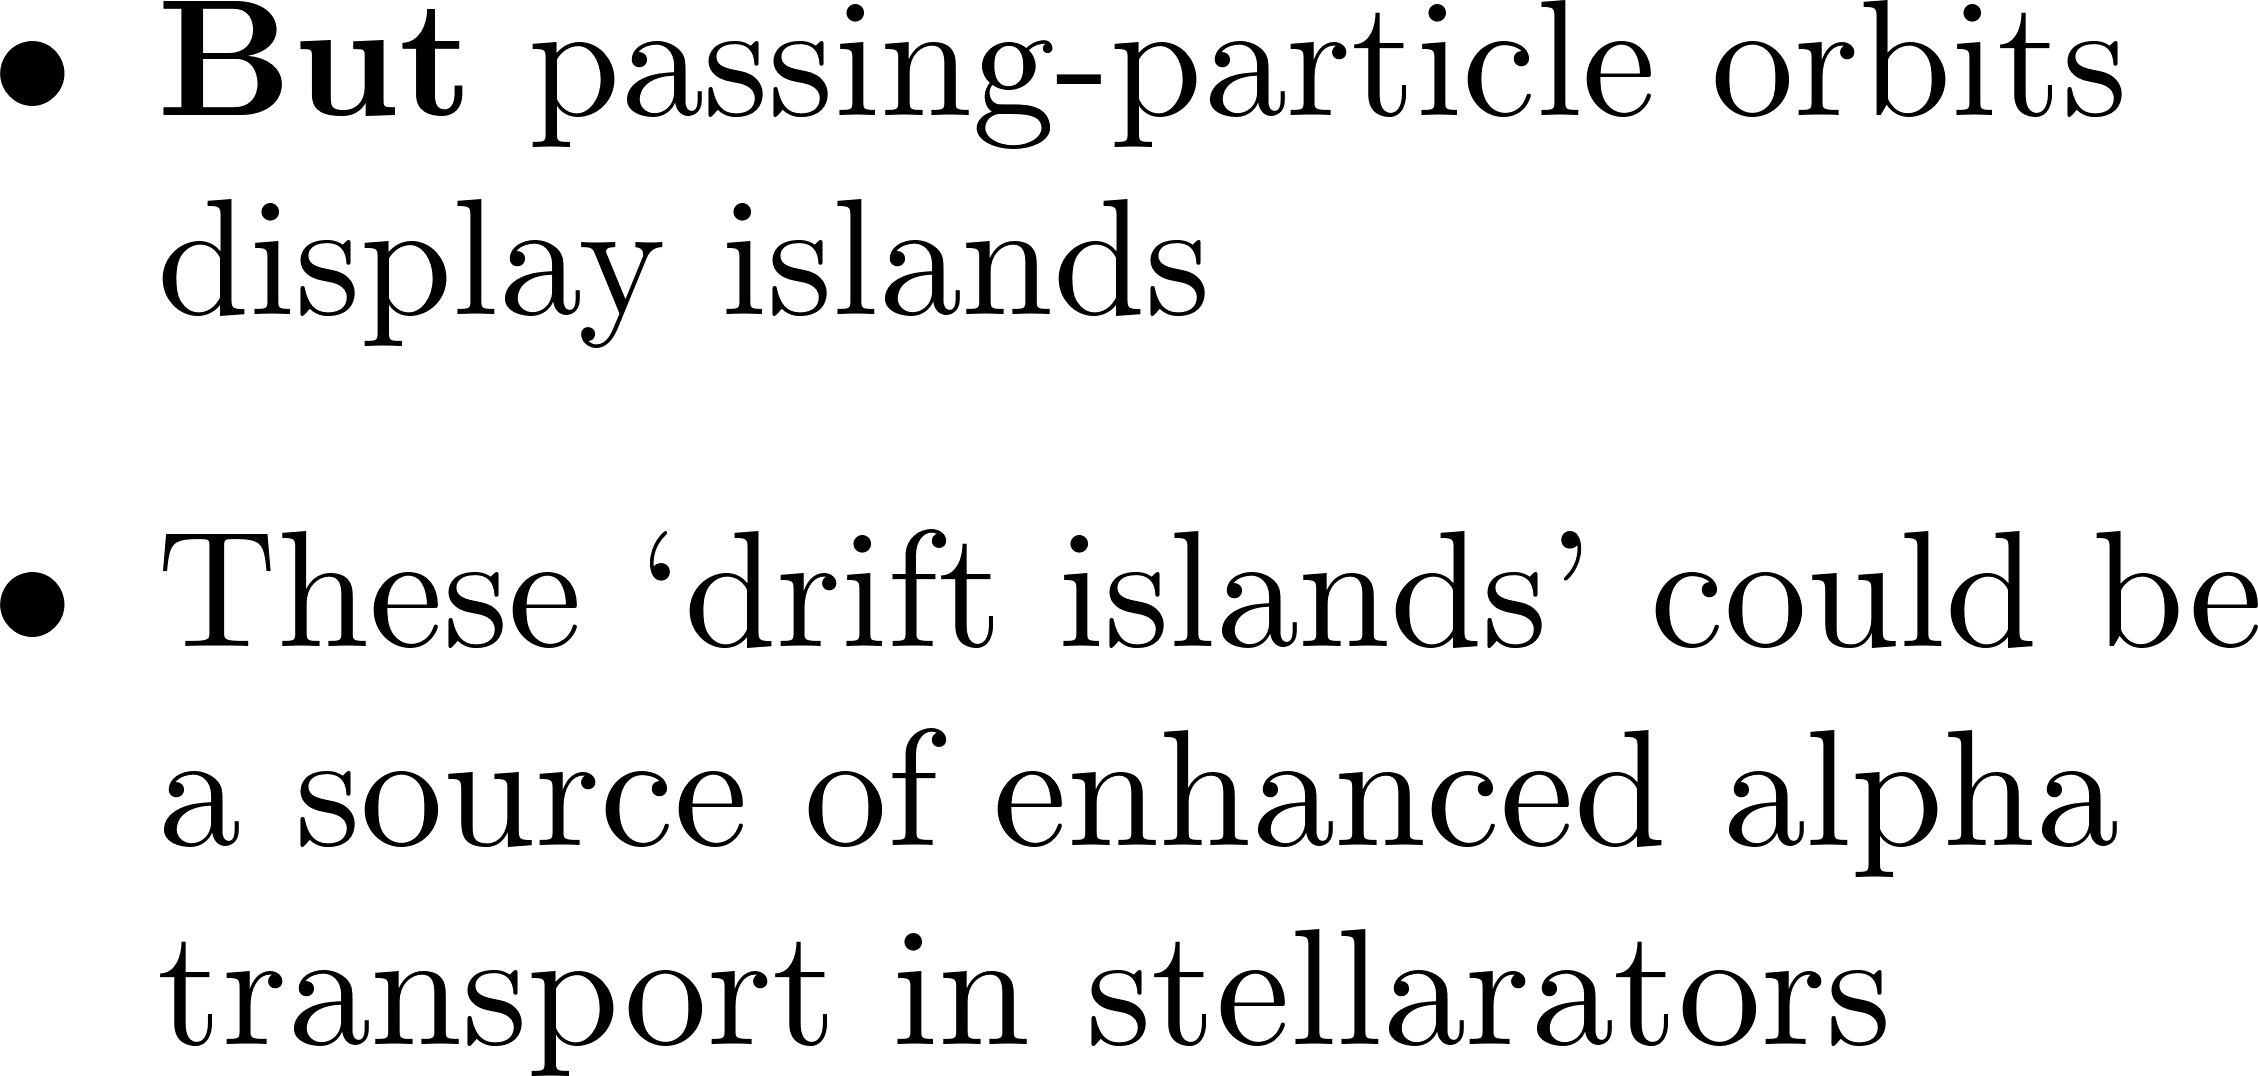 • But passing-particle orbits
display islands
• These ‘drift islands’ could be
a source of enhanced alpha
transport in stellarators